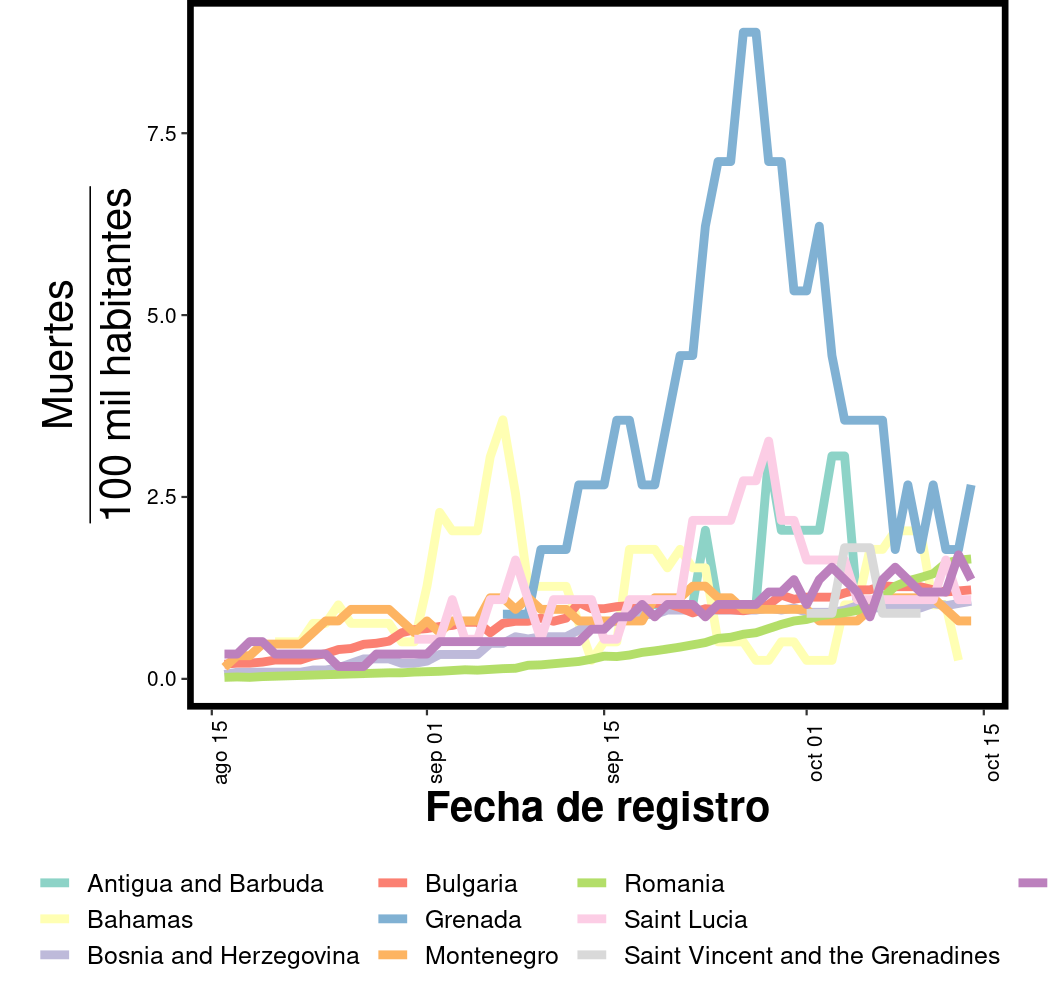 Muertes
100 mil habitantes
7.5
5.0
2.5
0.0
ago 15
sep 01
sep 15
oct 01
oct 15
Fecha de registro
Antigua and Barbuda
Bulgaria
Romania
Bahamas
Grenada
Saint Lucia
Bosnia and Herzegovina
Montenegro
Saint Vincent and the Grenadines